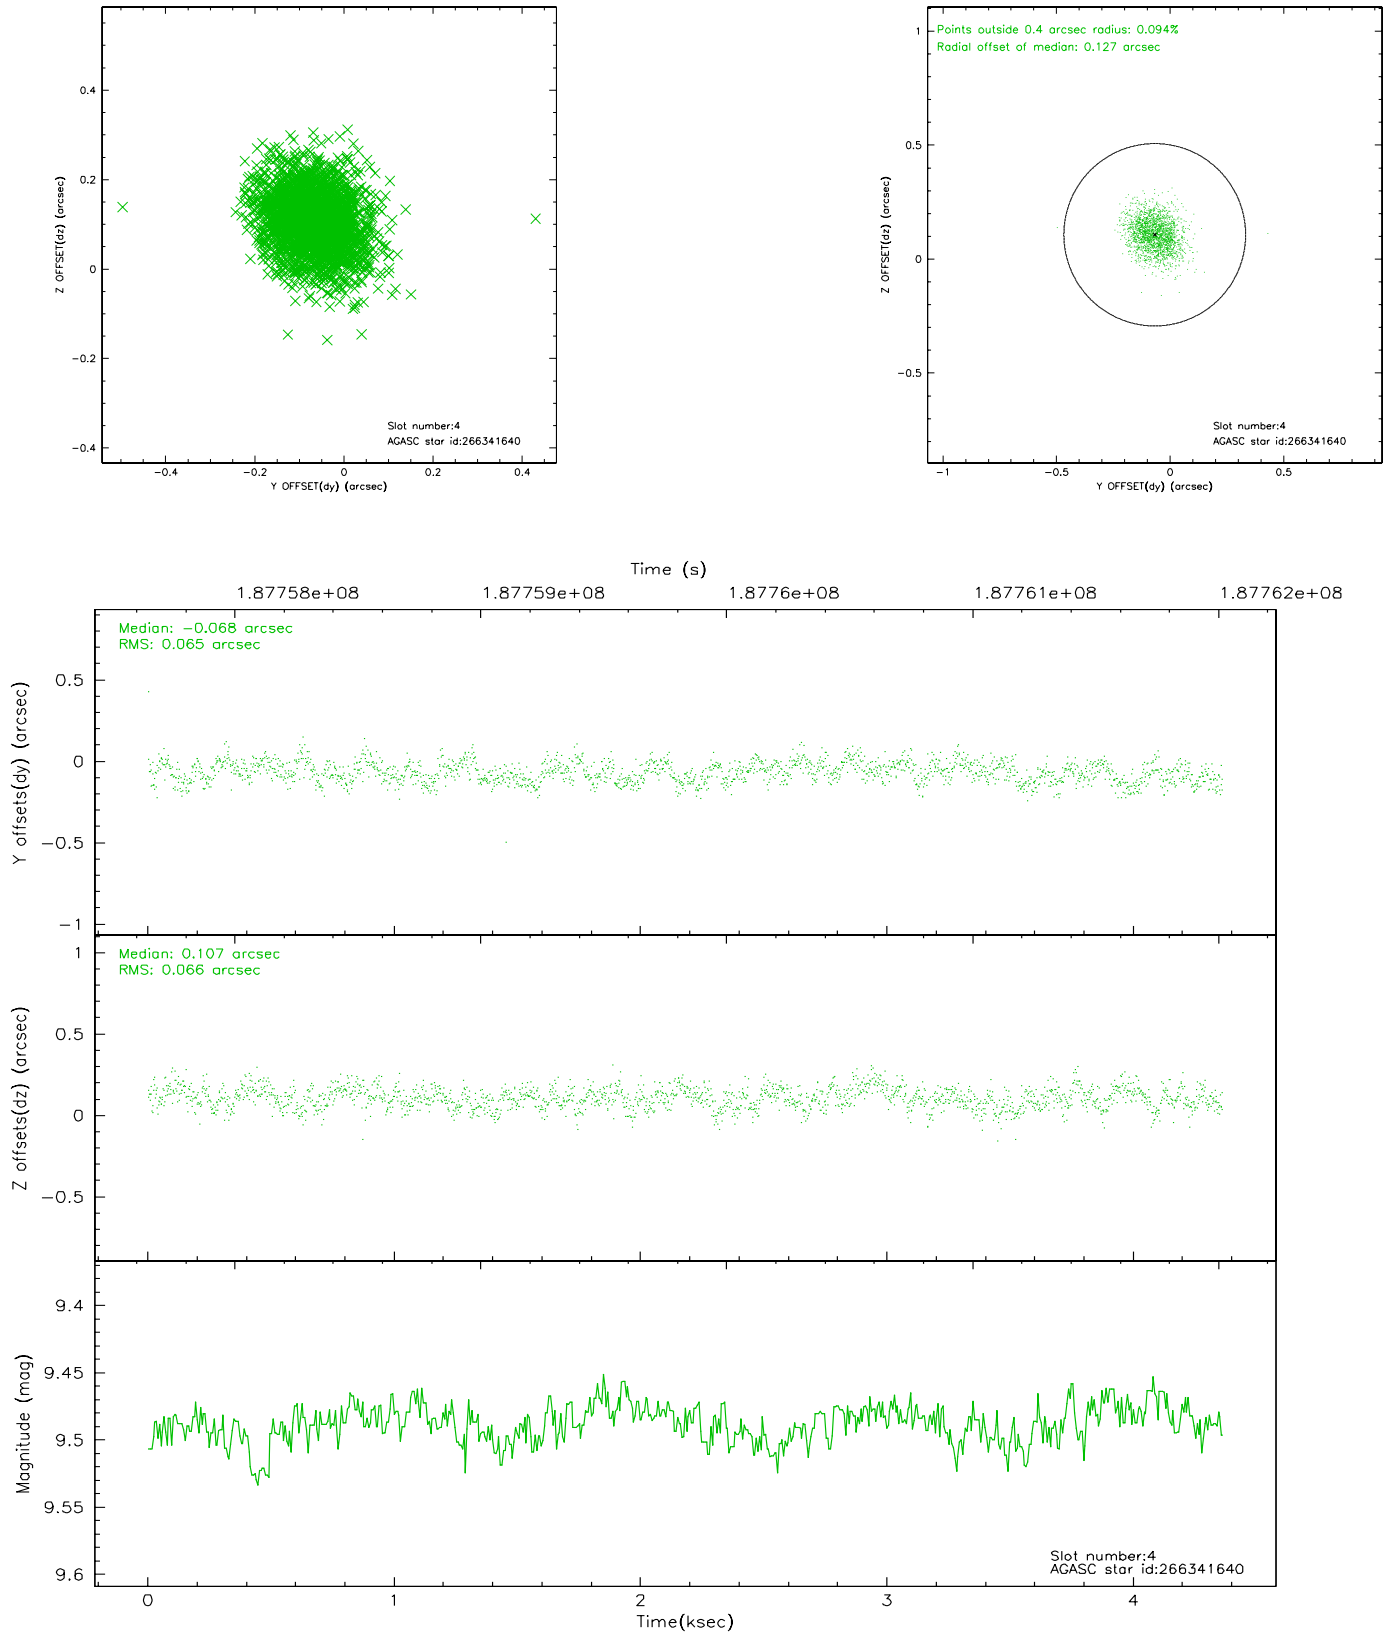 0.4
0.2
0
−0.2
−0.4
Z OFFSET(dz) (arcsec)
Slot number:4
AGASC star id:266341640
−0.4 −0.2 0 0.2 0.4
Y OFFSET(dy) (arcsec)
Points outside 0.4 arcsec radius: 0.094%
Radial offset of median: 0.127 arcsec
1
0.5
0
−0.5
Z OFFSET(dz) (arcsec)
Slot number:4
AGASC star id:266341640
−1 −0.5 0 0.5
Y OFFSET(dy) (arcsec)
Time (s)
1.87758e+08 1.87759e+08 1.8776e+08 1.87761e+08 1.87762e+08
Median: −0.068 arcsec
RMS: 0.065 arcsec
0.5
0
−0.5
−1
Y offsets(dy) (arcsec)
Median: 0.107 arcsec
RMS: 0.066 arcsec
1
0.5
0
−0.5
Z offsets(dz) (arcsec)
9.4
9.45
9.5
9.55
9.6
Magnitude (mag)
Slot number:4
AGASC star id:266341640
0 1 2 3 4
Time(ksec)